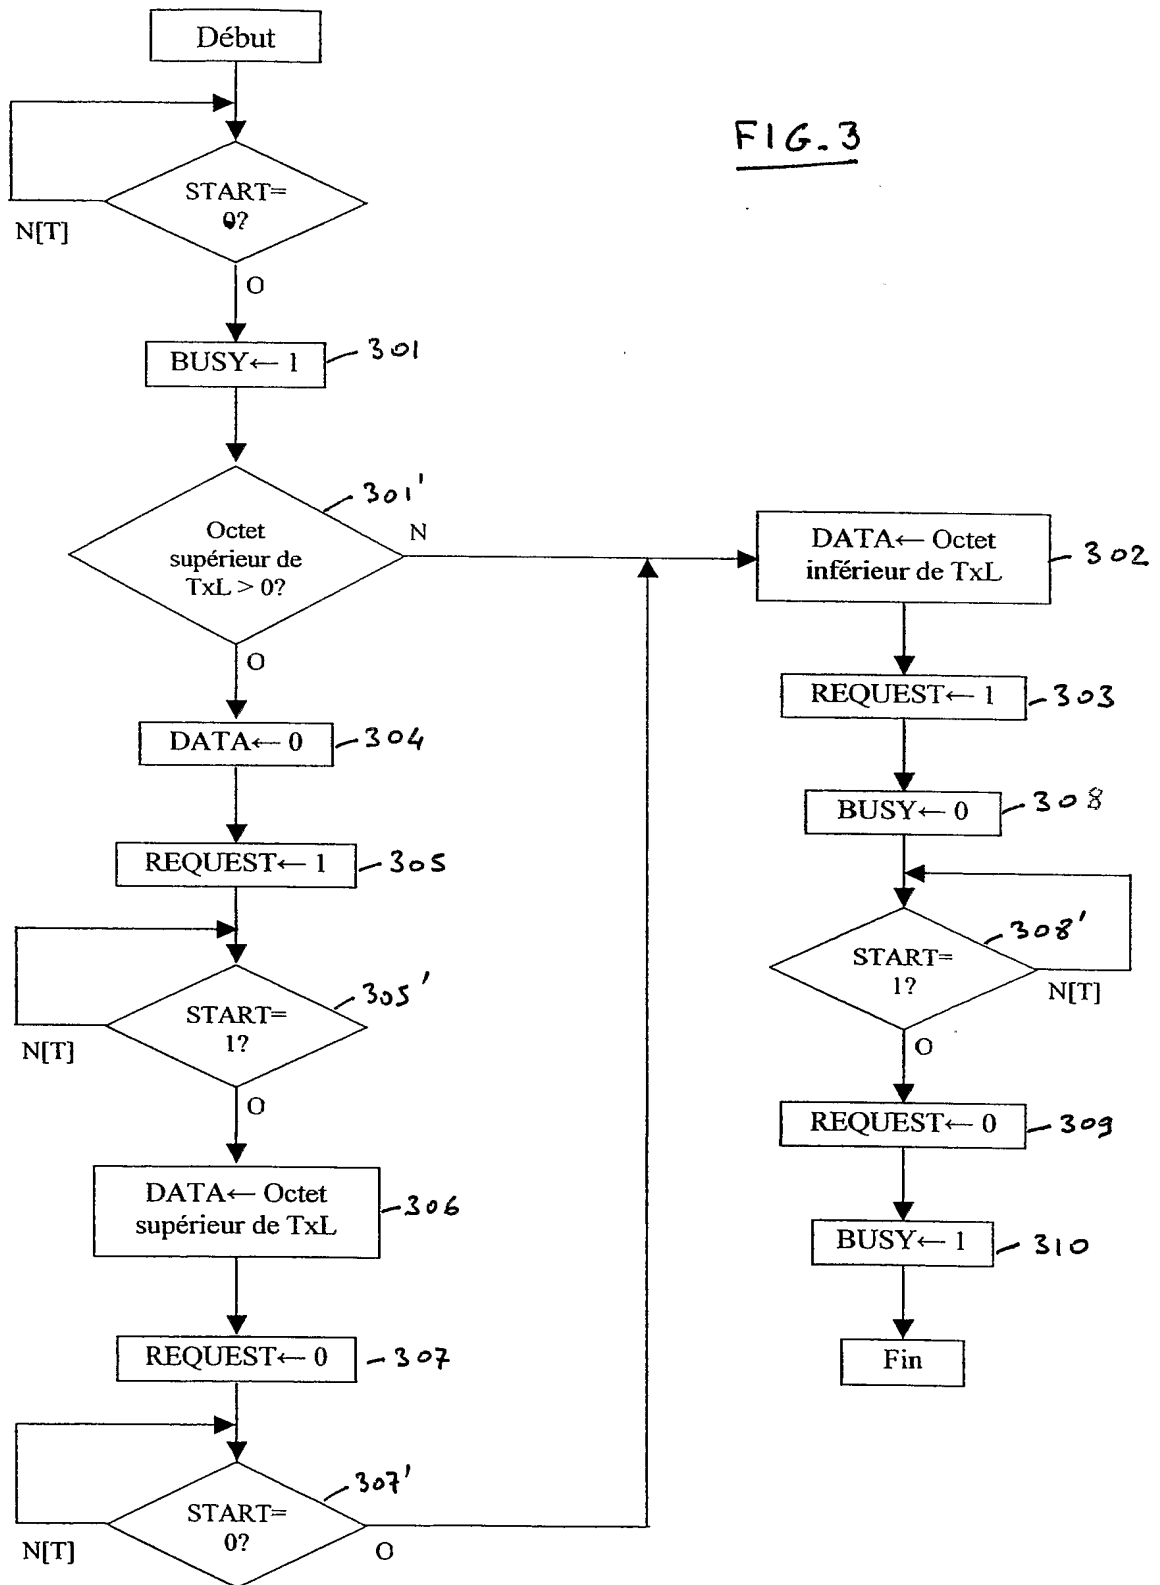 Début
FIG.3
START=
0?
N[T]
O
BUSY← 1
301
301'
Octet
supérieur de
TxL > 0?
N
O
DATA← Octet
inférieur de TxL
302
REQUEST← 1
303
DATA← 0
304
BUSY← 0
308
REQUEST← 1
305
305'
START=
1?
N[T]
O
308'
START=
1?
N[T]
O
REQUEST← 0
309
DATA← Octet
supérieur de TxL
306
BUSY← 1
310
REQUEST← 0
307
Fin
307'
START=
0?
N[T]
O